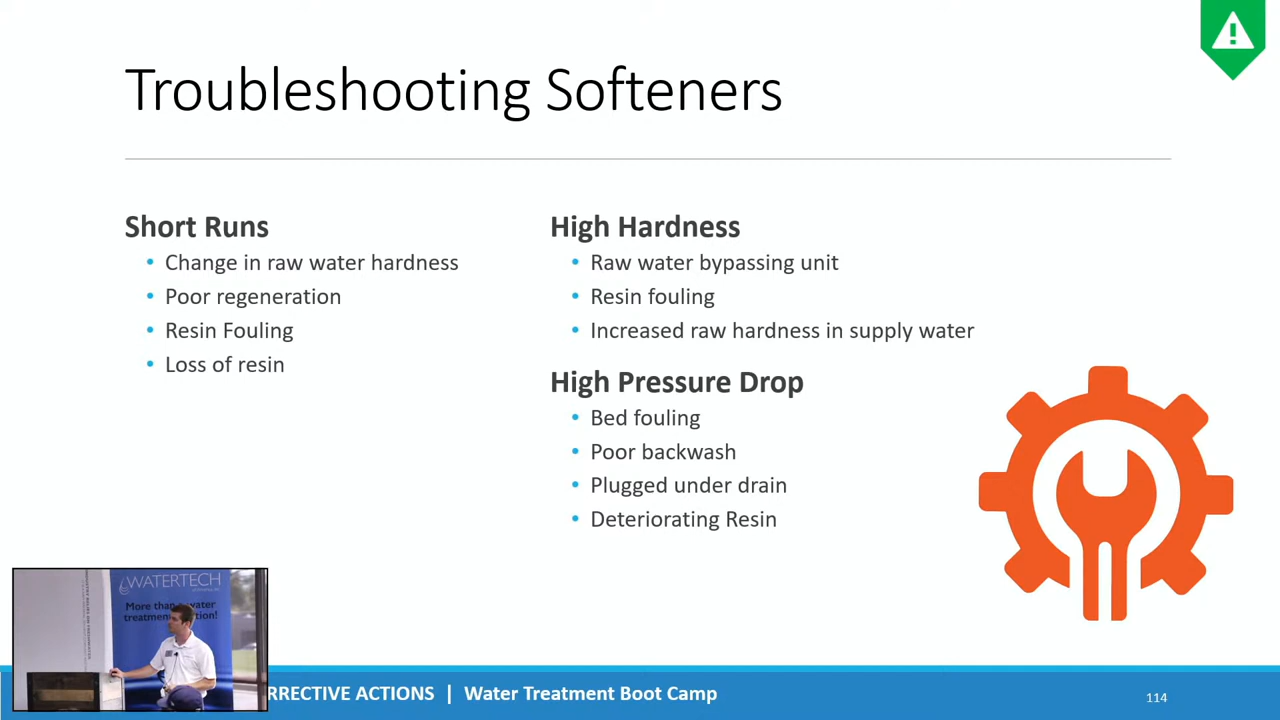 Troubleshooting Softeners
Short Runs
• Change in raw water hardness
• Poor regeneration
• Resin Fouling
• Loss of resin
High Hardness
• Raw water bypassing unit
• Resin fouling
• Increased raw hardness in supply water
High Pressure Drop
• Bed fouling
• Poor backwash
• Plugged under drain
• Deteriorating Resin
WATERTECH
More than a water
treatment
RRECTIVE ACTIONS | Water Treatment Boot Camp
114